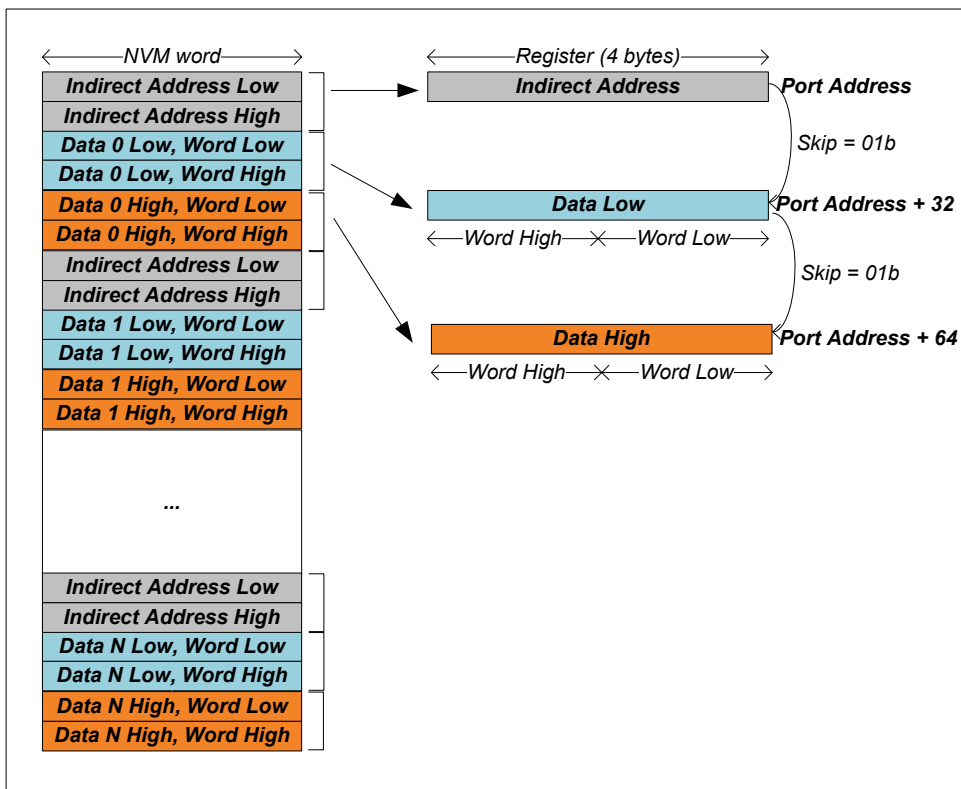 NVM word
Indirect Address Low
Indirect Address High
Data 0 Low, Word Low
Data 0 Low, Word High
Data 0 High, Word Low
Data 0 High, Word High
Indirect Address Low
Indirect Address High
Data 1 Low, Word Low
Data 1 Low, Word High
Data 1 High, Word Low
Data 1 High, Word High
...
Indirect Address Low
Indirect Address High
Data N Low, Word Low
Data N Low, Word High
Data N High, Word Low
Data N High, Word High
Register (4 bytes)
Indirect Address
Port Address
Skip = 01b
Data Low
Port Address + 32
Word High
Word Low
Skip = 01b
Data High
Port Address + 64
Word High
Word Low